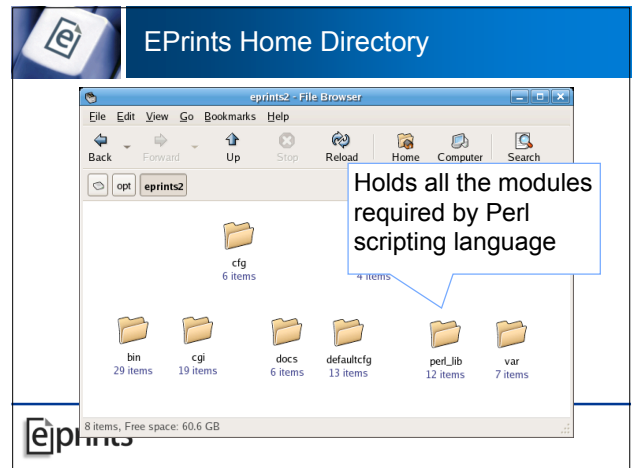 EPrints Home Directory
eprints2 - File Browser
File Edit View Go Bookmarks Help
Back Forward Up Stop Reload Home Computer Search
opt eprints2
Holds all the modules
required by Perl
scripting language
cfg
6 items
4 items
bin cgi docs defaultcfg perl_lib var
29 items 19 items 6 items 13 items 12 items 7 items
8 items, Free space: 60.6 GB
eprints